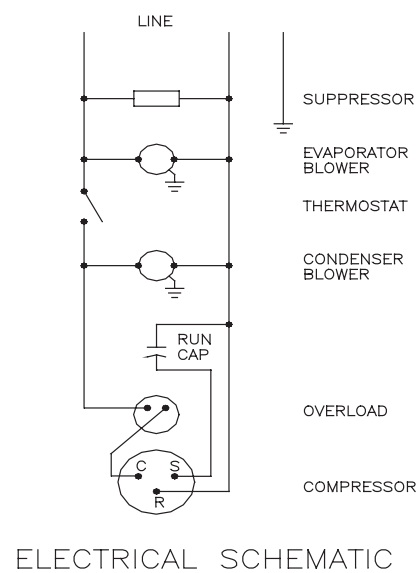 LINE
SUPPRESSOR
EVAPORATOR
BLOWER
THERMOSTAT
CONDENSER
BLOWER
RUN
CAP
OVERLOAD
C S
R
COMPRESSOR
ELECTRICAL SCHEMATIC